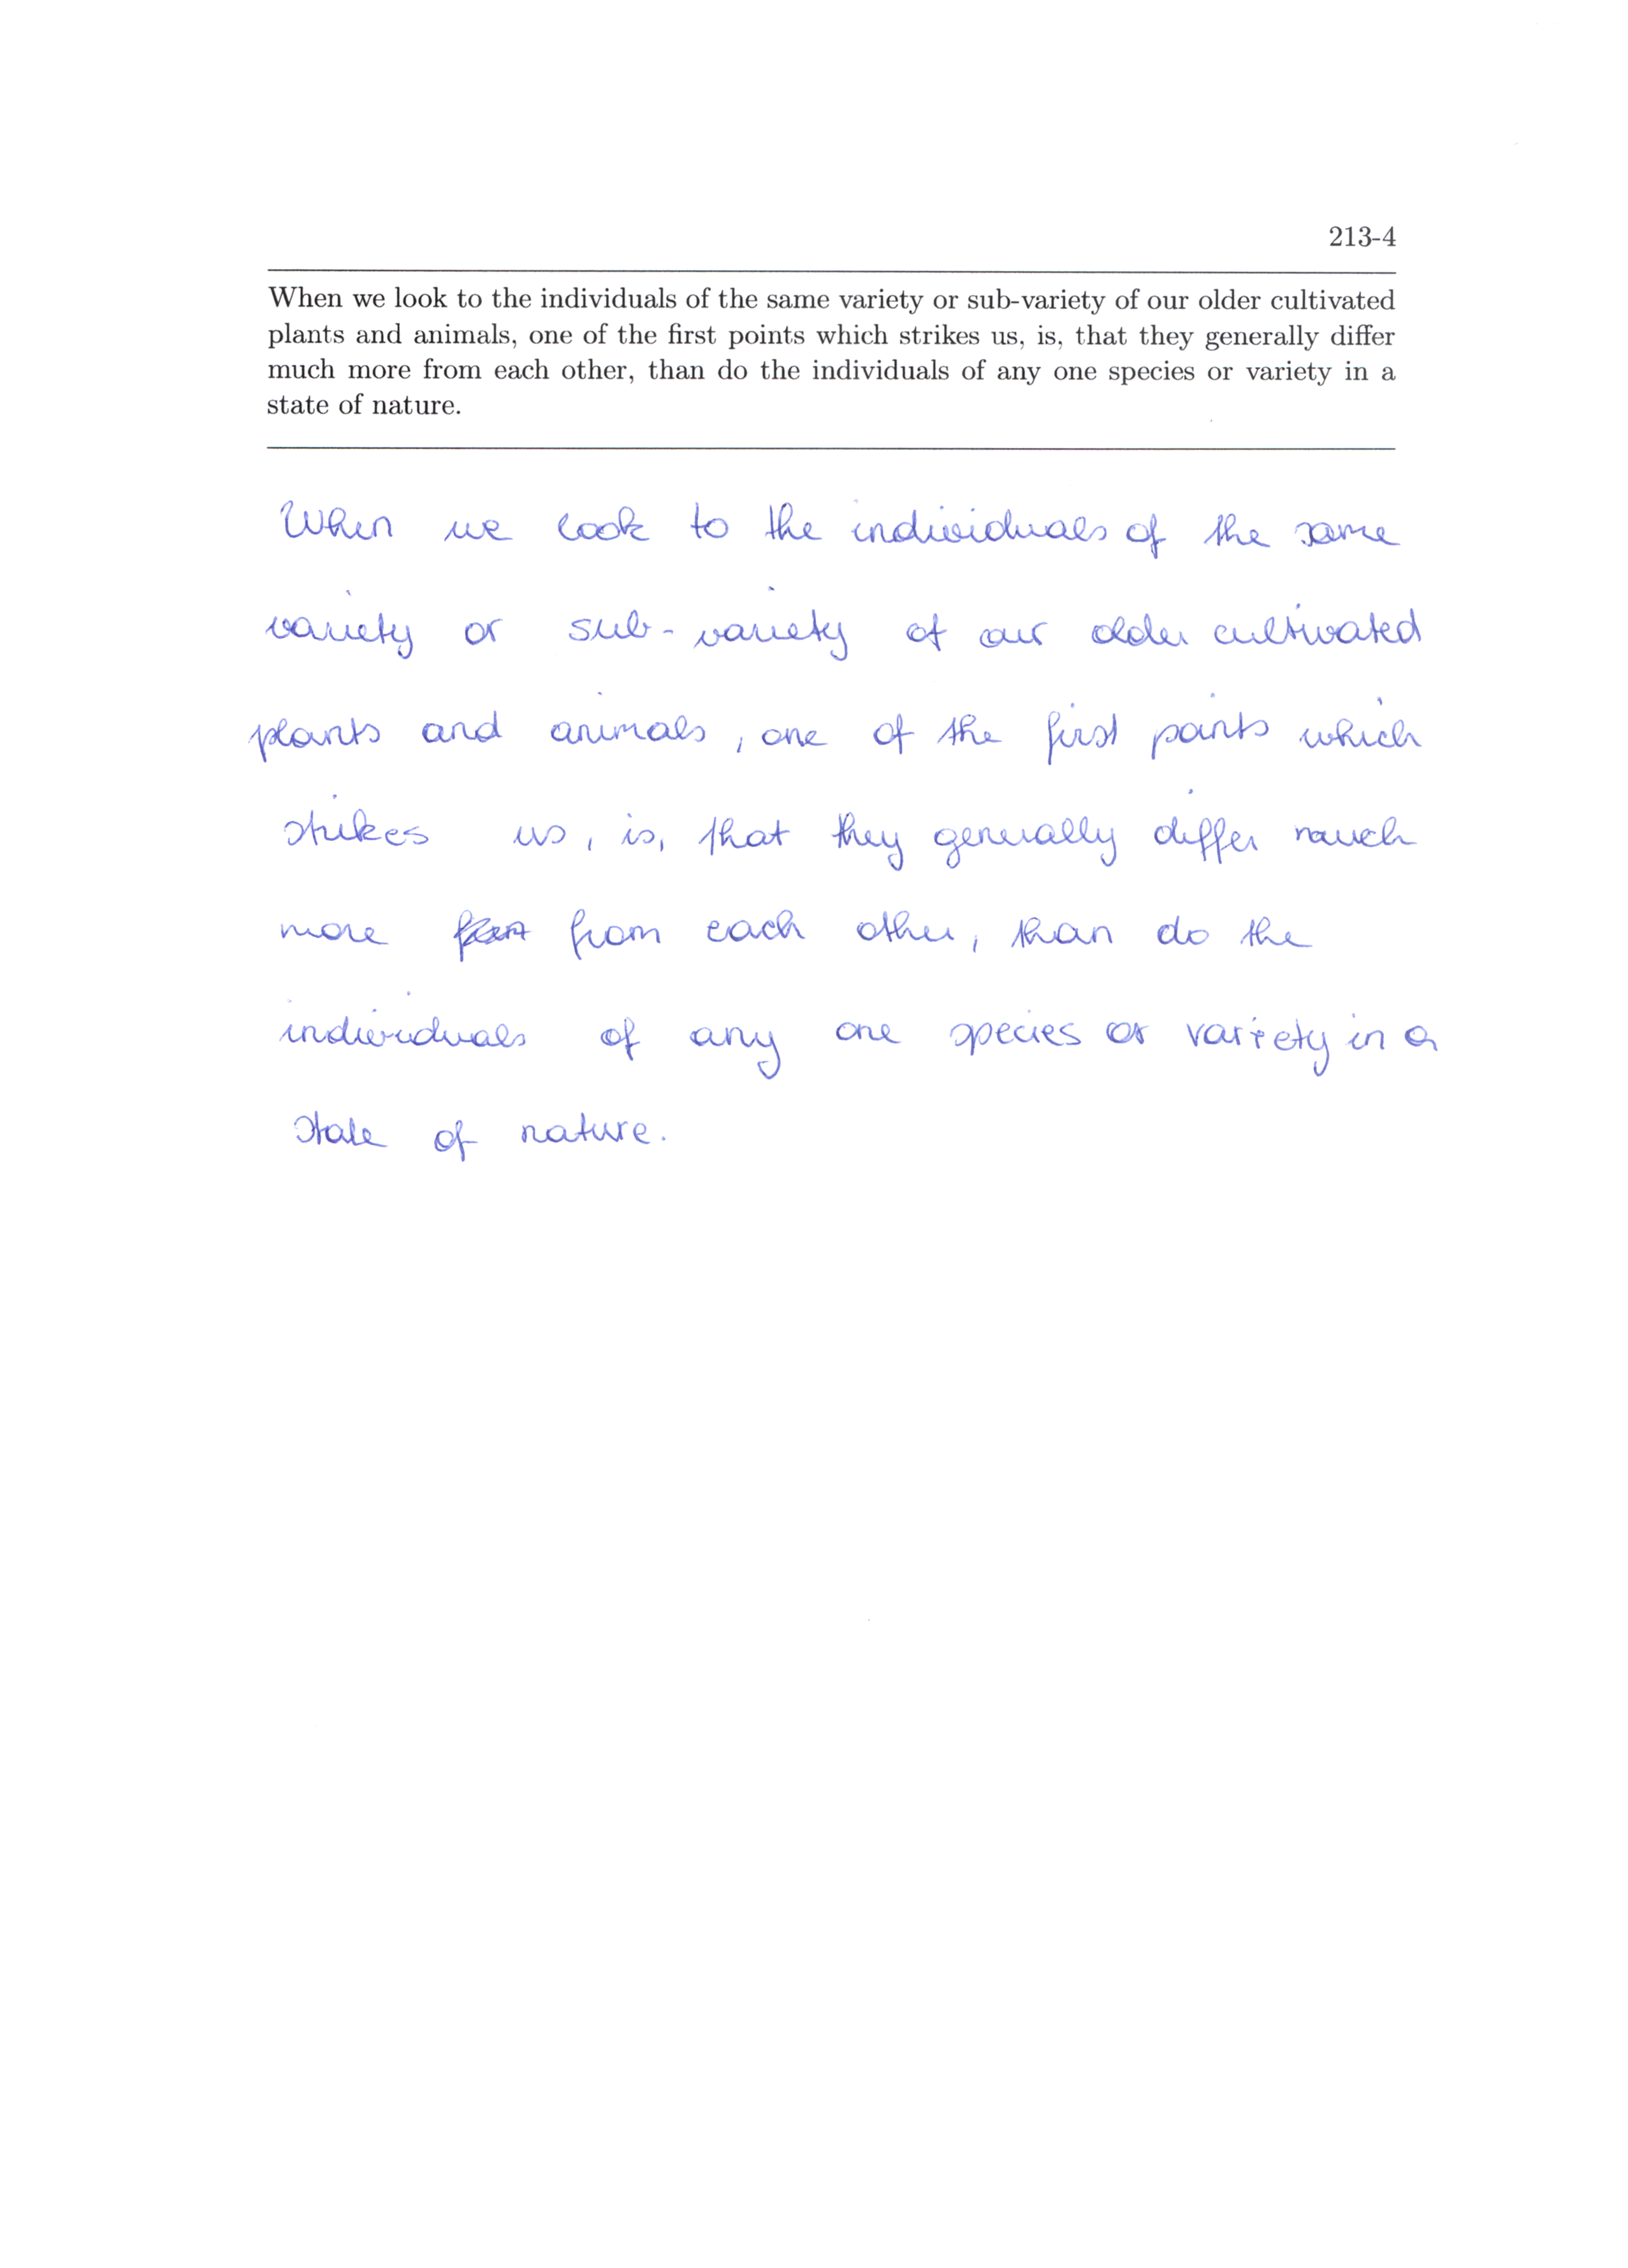 213-4
When we look to the individuals of the same variety or sub-variety of our older cultivated
plants and animals, one of the first points which strikes us, is, that they generally differ
much more from each other, than do the individuals of any one species or variety in a
state of nature.
When we look to the individuals of the same
variety or sub-variety of our older cultivated
plants and animals, one of the first points which
strikes us, is, that they generally differ much
more from each other, than do the
individuals of any one species or variety in a
state of nature.